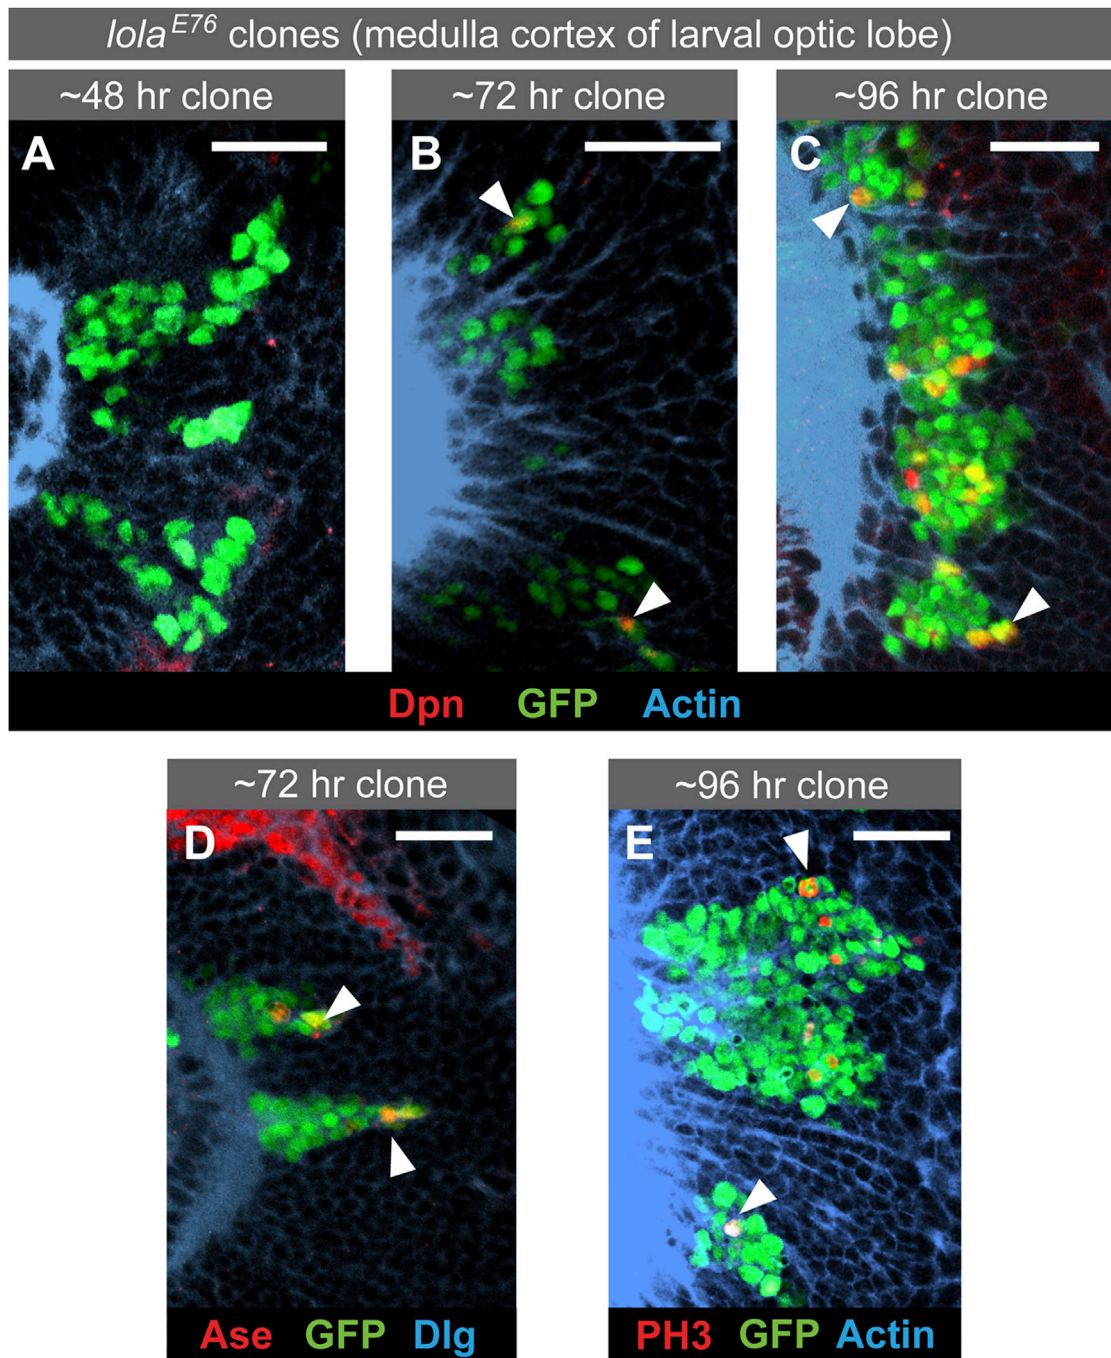 lola^E76 clones (medulla cortex of larval optic lobe)
~48 hr clone
~72 hr clone
~96 hr clone
A
B
C
Dpn GFP Actin
~72 hr clone
~96 hr clone
D
E
Ase GFP Dlg
PH3 GFP Actin